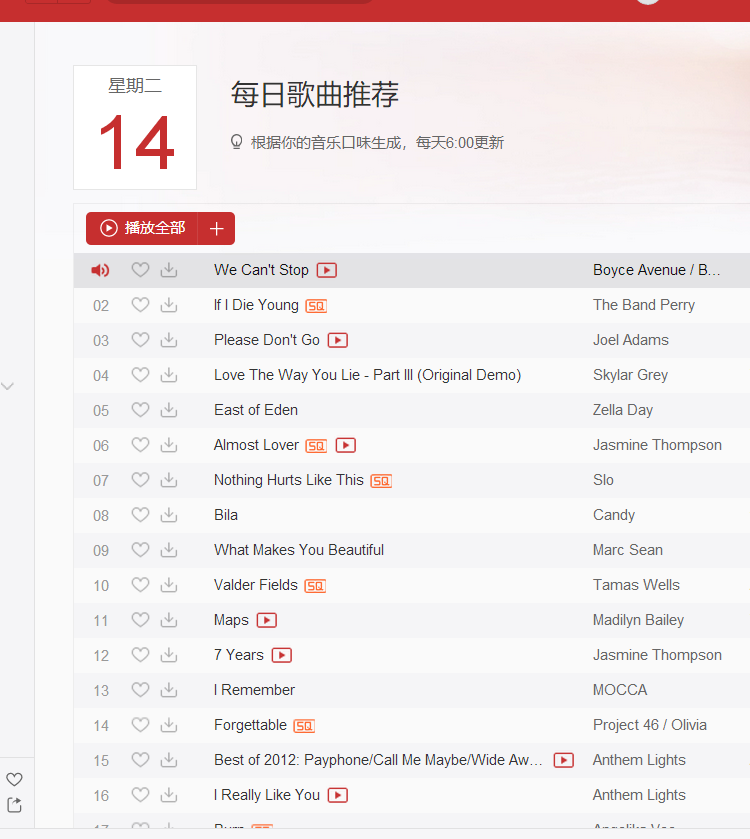 星期二
14
每日歌曲推荐
根据你的音乐口味生成，每天6:00更新
播放全部
We Can't Stop Boyce Avenue / B...
02 If I Die Young SQ The Band Perry
03 Please Don't Go Joel Adams
04 Love The Way You Lie - Part III (Original Demo) Skylar Grey
05 East of Eden Zella Day
06 Almost Lover SQ Jasmine Thompson
07 Nothing Hurts Like This SQ Slo
08 Bila Candy
09 What Makes You Beautiful Marc Sean
10 Valder Fields SQ Tamas Wells
11 Maps Madilyn Bailey
12 7 Years Jasmine Thompson
13 I Remember MOCCA
14 Forgettable SQ Project 46 / Olivia
15 Best of 2012: Payphone/Call Me Maybe/Wide Aw... Anthem Lights
16 I Really Like You Anthem Lights